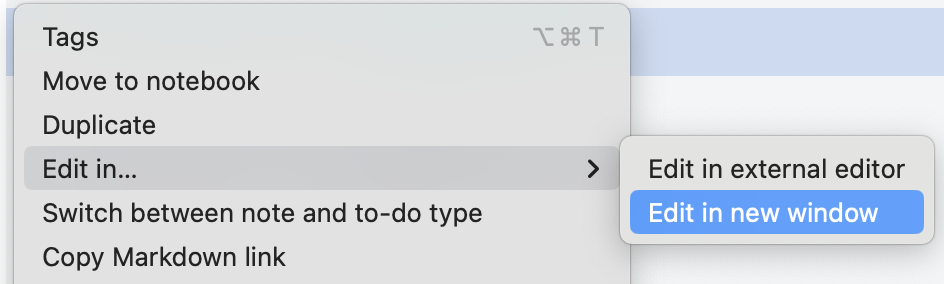 Tags ⌥⌘T
Move to notebook
Duplicate
Edit in...
Edit in external editor
Edit in new window
Switch between note and to-do type
Copy Markdown link